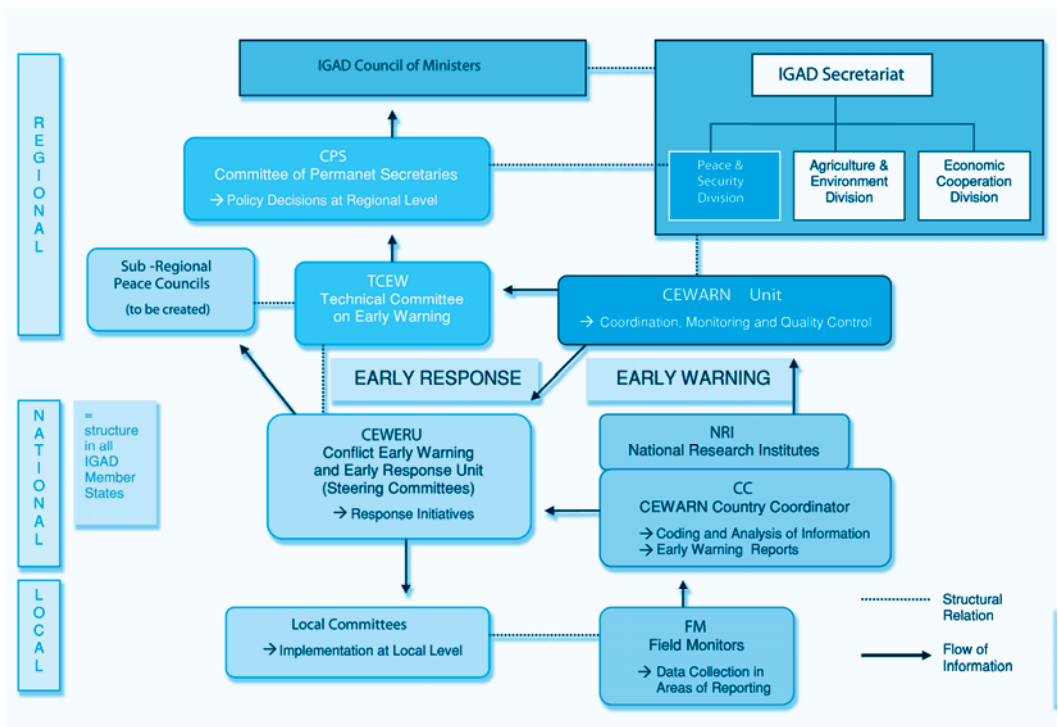 REGIONAL
IGAD Council of Ministers
IGAD Secretariat
Peace &
Security
Division
Agriculture &
Environment
Division
Economic
Cooperation
Division
CPS
Committee of Permanet Secretaries
→ Policy Decisions at Regional Level
Sub -Regional
Peace Councils
(to be created)
TCEW
Technical Committee
on Early Warning
CEWARN Unit
→ Coordination, Monitoring and Quality Control
EARLY RESPONSE
EARLY WARNING
NATIONAL
=
structure
in all
IGAD
Member
States
CEWERU
Conflict Early Warning
and Early Response Unit
(Steering Committees)
→ Response Initiatives
NRI
National Research Institutes
CC
CEWARN Country Coordinator
→ Coding and Analysis of Information
→ Early Warning Reports
LOCAL
Local Committees
→ Implementation at Local Level
FM
Field Monitors
→ Data Collection in
Areas of Reporting
Structural
Relation
Flow of
Information